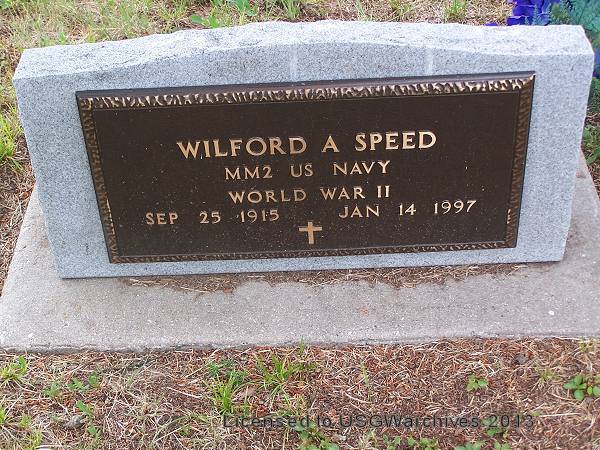 WILFORD A SPEED
MM2 US NAVY
WORLD WAR II
SEP 25 1915 JAN 14 1997
Licensed to USGWarchives 2013